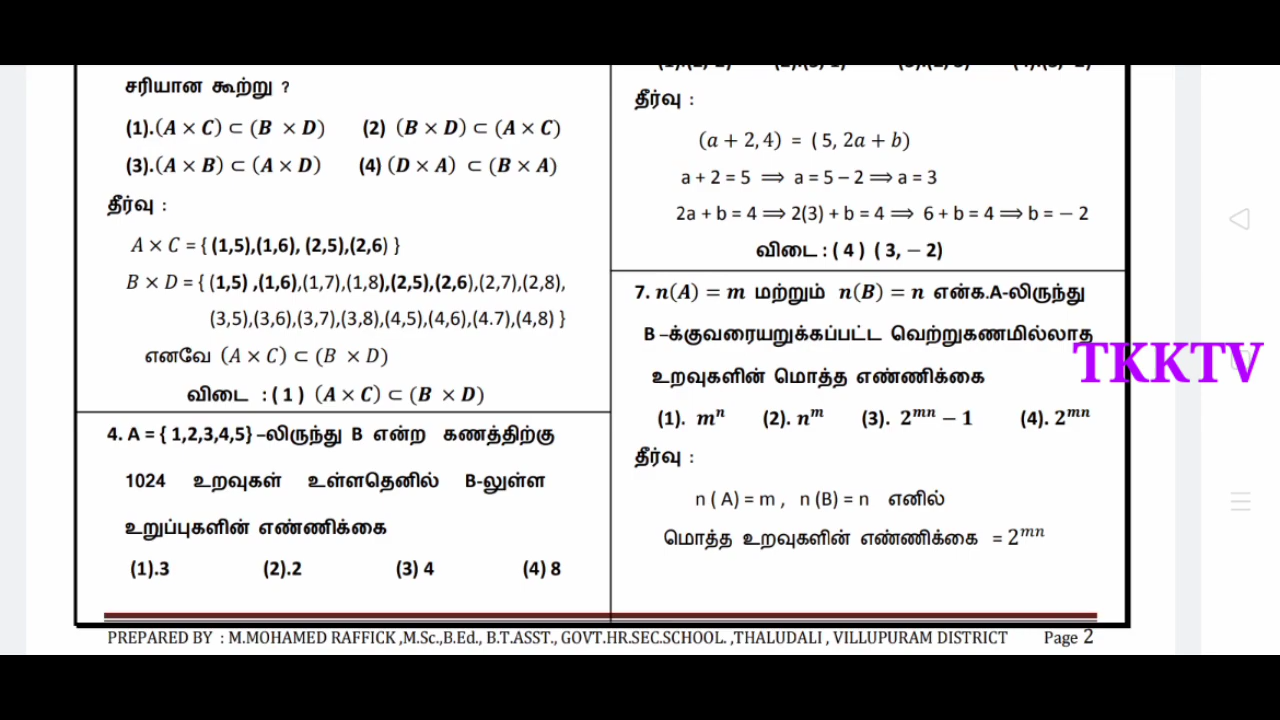 சரியான கூற்று ?
(1).(A × C) ⊂ (B × D) (2) (B × D) ⊂ (A × C)
(3).(A × B) ⊂ (A × D) (4) (D × A) ⊂ (B × A)
தீர்வு :
A × C = { (1,5),(1,6), (2,5),(2,6) }
B × D = { (1,5) ,(1,6),(1,7),(1,8),(2,5),(2,6),(2,7),(2,8),
(3,5),(3,6),(3,7),(3,8),(4,5),(4,6),(4.7),(4,8) }
எனவே (A × C) ⊂ (B × D)
விடை : ( 1 ) (A × C) ⊂ (B × D)
4. A = { 1,2,3,4,5} –லிருந்து B என்ற கணத்திற்கு
1024 உறவுகள் உள்ளதெனில் B-லுள்ள
உறுப்புகளின் எண்ணிக்கை
(1).3 (2).2 (3) 4 (4) 8
தீர்வு :
(a + 2, 4) = ( 5, 2a + b)
a + 2 = 5 ⟹ a = 5 – 2 ⟹ a = 3
2a + b = 4 ⟹ 2(3) + b = 4 ⟹ 6 + b = 4 ⟹ b = – 2
விடை : ( 4 ) ( 3, – 2)
7. n(A) = m மற்றும் n(B) = n என்க.A-லிருந்து
B –க்குவரையறுக்கப்பட்ட வெற்றுகணமில்லாத
உறவுகளின் மொத்த எண்ணிக்கை
(1). mⁿ (2). nᵐ (3). 2ᵐⁿ – 1 (4). 2ᵐⁿ
தீர்வு :
n ( A) = m , n (B) = n எனில்
மொத்த உறவுகளின் எண்ணிக்கை = 2ᵐⁿ
TKKTV
PREPARED BY : M.MOHAMED RAFFICK ,M.Sc.,B.Ed., B.T.ASST., GOVT.HR.SEC.SCHOOL. ,THALUDALI , VILLUPURAM DISTRICT Page 2